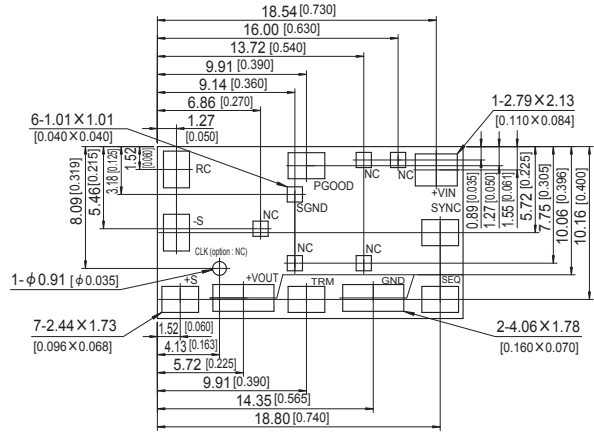 18.54 [0.730]
16.00 [0.630]
13.72 [0.540]
9.91 [0.390]
9.14 [0.360]
6.86 [0.270]
6-1.01×1.01
[0.040×0.040]
1.27
[0.050]
1-2.79×2.13
[0.110×0.084]
8.09 [0.319]
5.46 [0.215]
3.18 [0.125]
1.52
[0.060]
RC
PGOOD
NC
NC
+VIN
SGND
SYNC
-S
NC
CLK (option : NC)
NC
NC
0.89 [0.035]
1.27 [0.050]
1.55 [0.061]
5.72 [0.225]
7.75 [0.305]
10.06 [0.396]
10.16 [0.400]
1-ϕ0.91 [ϕ0.035]
+S
+VOUT
TRM
GND
SEQ
7-2.44×1.73
[0.096×0.068]
1.52 [0.060]
4.13 [0.163]
5.72 [0.225]
9.91 [0.390]
14.35 [0.565]
18.80 [0.740]
2-4.06×1.78
[0.160×0.070]